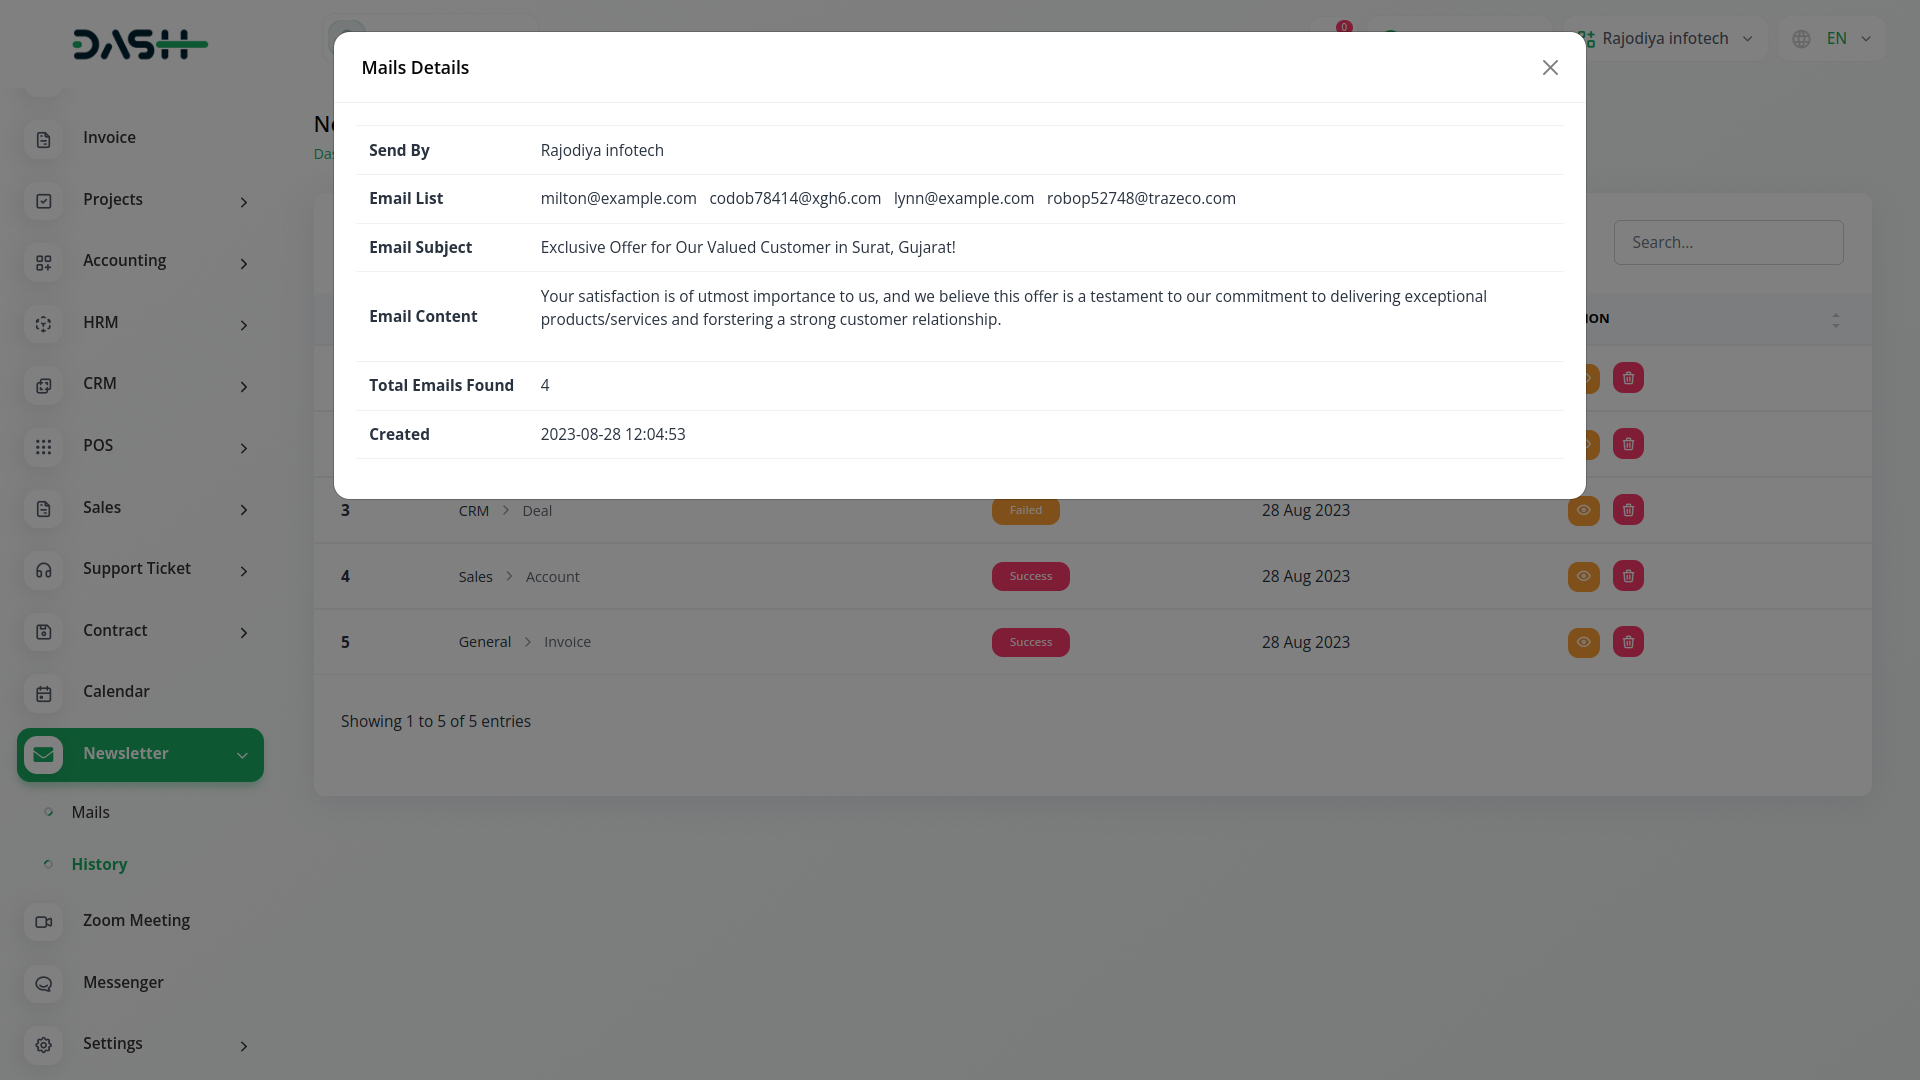 DASH
0
Rajodiya infotech
EN
Mails Details
Send By Rajodiya infotech
Email List milton@example.com codob78414@xgh6.com lynn@example.com robop52748@trazeco.com
Email Subject Exclusive Offer for Our Valued Customer in Surat, Gujarat!
Email Content Your satisfaction is of utmost importance to us, and we believe this offer is a testament to our commitment to delivering exceptional
products/services and forstering a strong customer relationship.
Total Emails Found 4
Created 2023-08-28 12:04:53
Search...
3 CRM > Deal Failed 28 Aug 2023
4 Sales > Account Success 28 Aug 2023
5 General > Invoice Success 28 Aug 2023
Showing 1 to 5 of 5 entries
Invoice
Projects
Accounting
HRM
CRM
POS
Sales
Support Ticket
Contract
Calendar
Newsletter
Mails
History
Zoom Meeting
Messenger
Settings